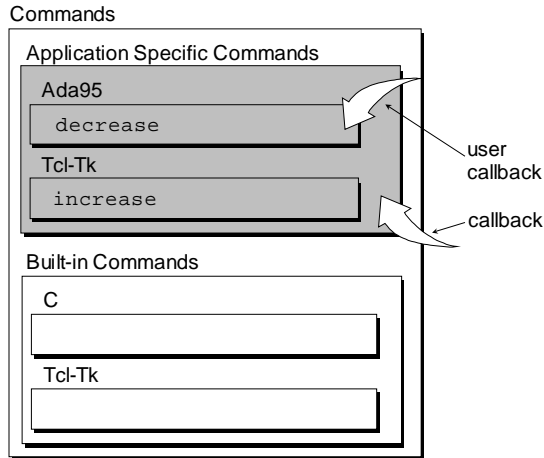 Commands
Application Specific Commands
Ada95
decrease
Tcl-Tk
increase
user
callback
callback
Built-in Commands
C
Tcl-Tk